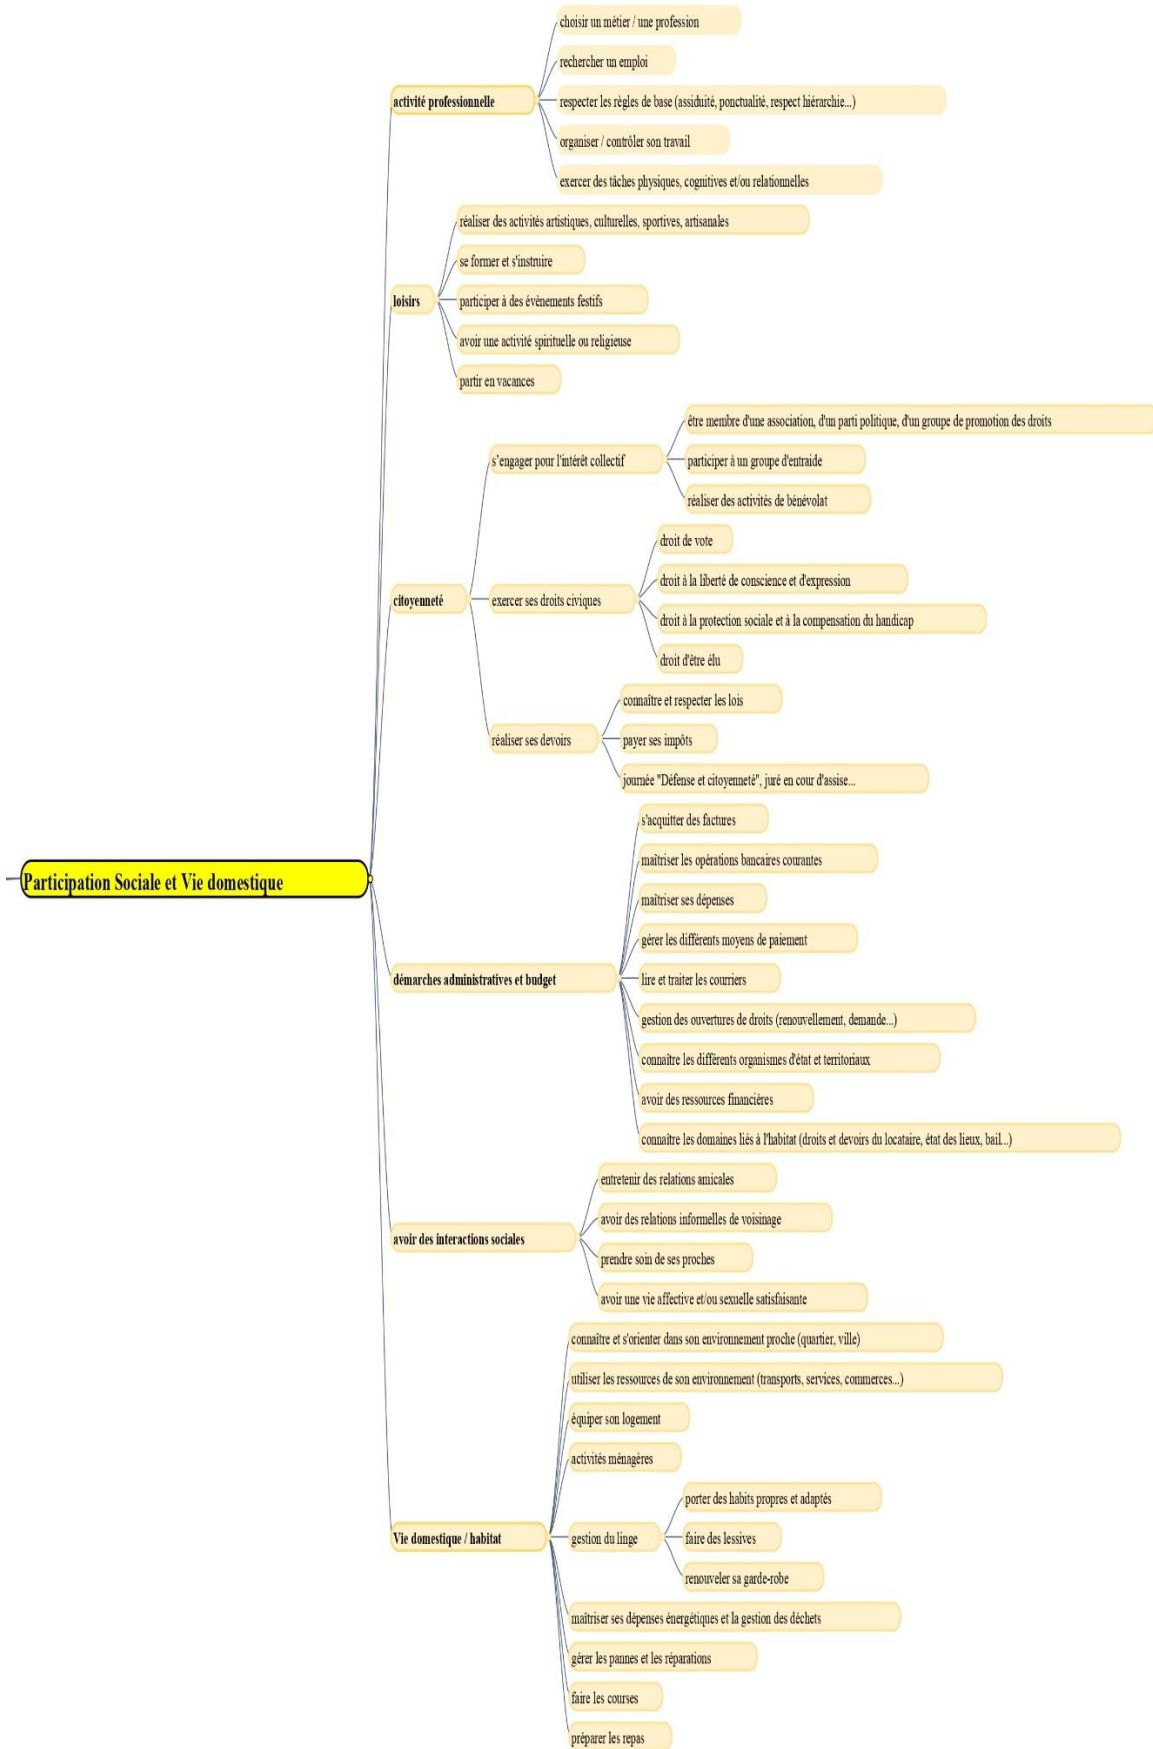 Participation Sociale et Vie domestique
activité professionnelle
choisir un métier / une profession
rechercher un emploi
respecter les règles de base (assiduité, ponctualité, respect hiérarchie...)
organiser / contrôler son travail
exercer des tâches physiques, cognitives et/ou relationnelles
loisirs
réaliser des activités artistiques, culturelles, sportives, artisanales
se former et s'instruire
participer à des évènements festifs
avoir une activité spirituelle ou religieuse
partir en vacances
citoyenneté
s'engager pour l'intérêt collectif
être membre d'une association, d'un parti politique, d'un groupe de promotion des droits
participer à un groupe d'entraide
réaliser des activités de bénévolat
exercer ses droits civiques
droit de vote
droit à la liberté de conscience et d'expression
droit à la protection sociale et à la compensation du handicap
droit d'être élu
réaliser ses devoirs
connaître et respecter les lois
payer ses impôts
journée "Défense et citoyenneté", juré en cour d'assise...
démarches administratives et budget
s'acquitter des factures
maîtriser les opérations bancaires courantes
maîtriser ses dépenses
gérer les différents moyens de paiement
lire et traiter les courriers
gestion des ouvertures de droits (renouvellement, demande...)
connaître les différents organismes d'état et territoriaux
avoir des ressources financières
connaître les domaines liés à l'habitat (droits et devoirs du locataire, état des lieux, bail...)
avoir des interactions sociales
entretenir des relations amicales
avoir des relations informelles de voisinage
prendre soin de ses proches
avoir une vie affective et/ou sexuelle satisfaisante
Vie domestique / habitat
connaître et s'orienter dans son environnement proche (quartier, ville)
utiliser les ressources de son environnement (transports, services, commerces...)
équiper son logement
activités ménagères
gestion du linge
porter des habits propres et adaptés
faire des lessives
renouveler sa garde-robe
maîtriser ses dépenses énergétiques et la gestion des déchets
gérer les pannes et les réparations
faire les courses
préparer les repas